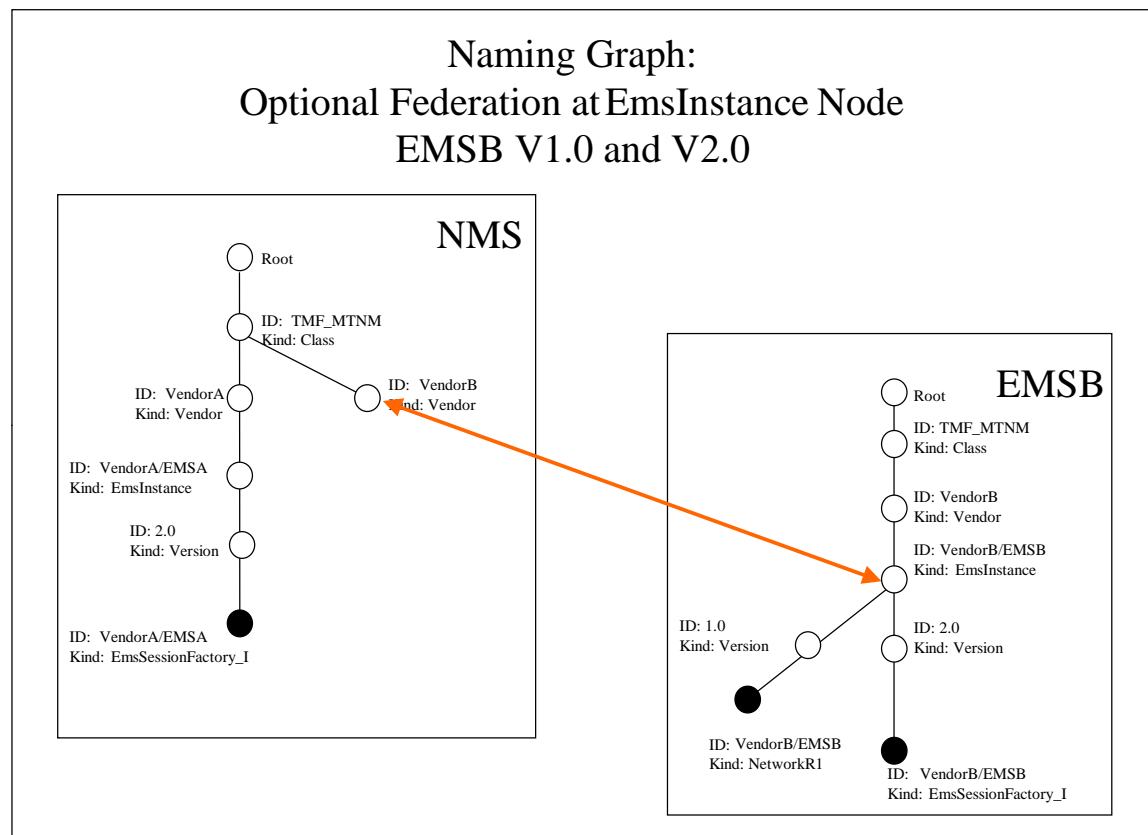 Naming Graph:
Optional Federation at EmsInstance Node
EMSB V1.0 and V2.0
NMS
Root
ID: TMF_MTNM
Kind: Class
ID: VendorA
Kind: Vendor
ID: VendorB
Kind: Vendor
ID: VendorA/EMSA
Kind: EmsInstance
ID: 2.0
Kind: Version
ID: VendorA/EMSA
Kind: EmsSessionFactory_I
EMSB
Root
ID: TMF_MTNM
Kind: Class
ID: VendorB
Kind: Vendor
ID: VendorB/EMSB
Kind: EmsInstance
ID: 1.0
Kind: Version
ID: 2.0
Kind: Version
ID: VendorB/EMSB
Kind: NetworkR1
ID: VendorB/EMSB
Kind: EmsSessionFactory_I